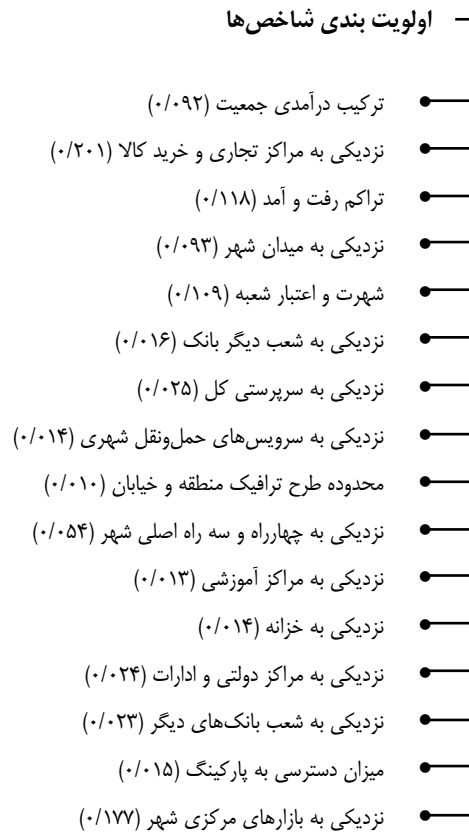 اولویت بندی شاخص‌ها
ترکیب درآمدی جمعیت (۰/۰۹۲)
نزدیکی به مراکز تجاری و خرید کالا (۰/۲۰۱)
تراکم رفت و آمد (۰/۱۱۸)
نزدیکی به میدان شهر (۰/۰۹۳)
شهرت و اعتبار شعبه (۰/۱۰۹)
نزدیکی به شعب دیگر بانک (۰/۰۱۶)
نزدیکی به سرپرستی کل (۰/۰۲۵)
نزدیکی به سرویس‌های حمل‌ونقل شهری (۰/۰۱۴)
محدوده طرح ترافیک منطقه و خیابان (۰/۰۱۰)
نزدیکی به چهارراه و سه راه اصلی شهر (۰/۰۵۴)
نزدیکی به مراکز آموزشی (۰/۰۱۳)
نزدیکی به خزانه (۰/۰۱۴)
نزدیکی به مراکز دولتی و ادارات (۰/۰۲۴)
نزدیکی به شعب بانک‌های دیگر (۰/۰۲۳)
میزان دسترسی به پارکینگ (۰/۰۱۵)
نزدیکی به بازارهای مرکزی شهر (۰/۱۷۷)